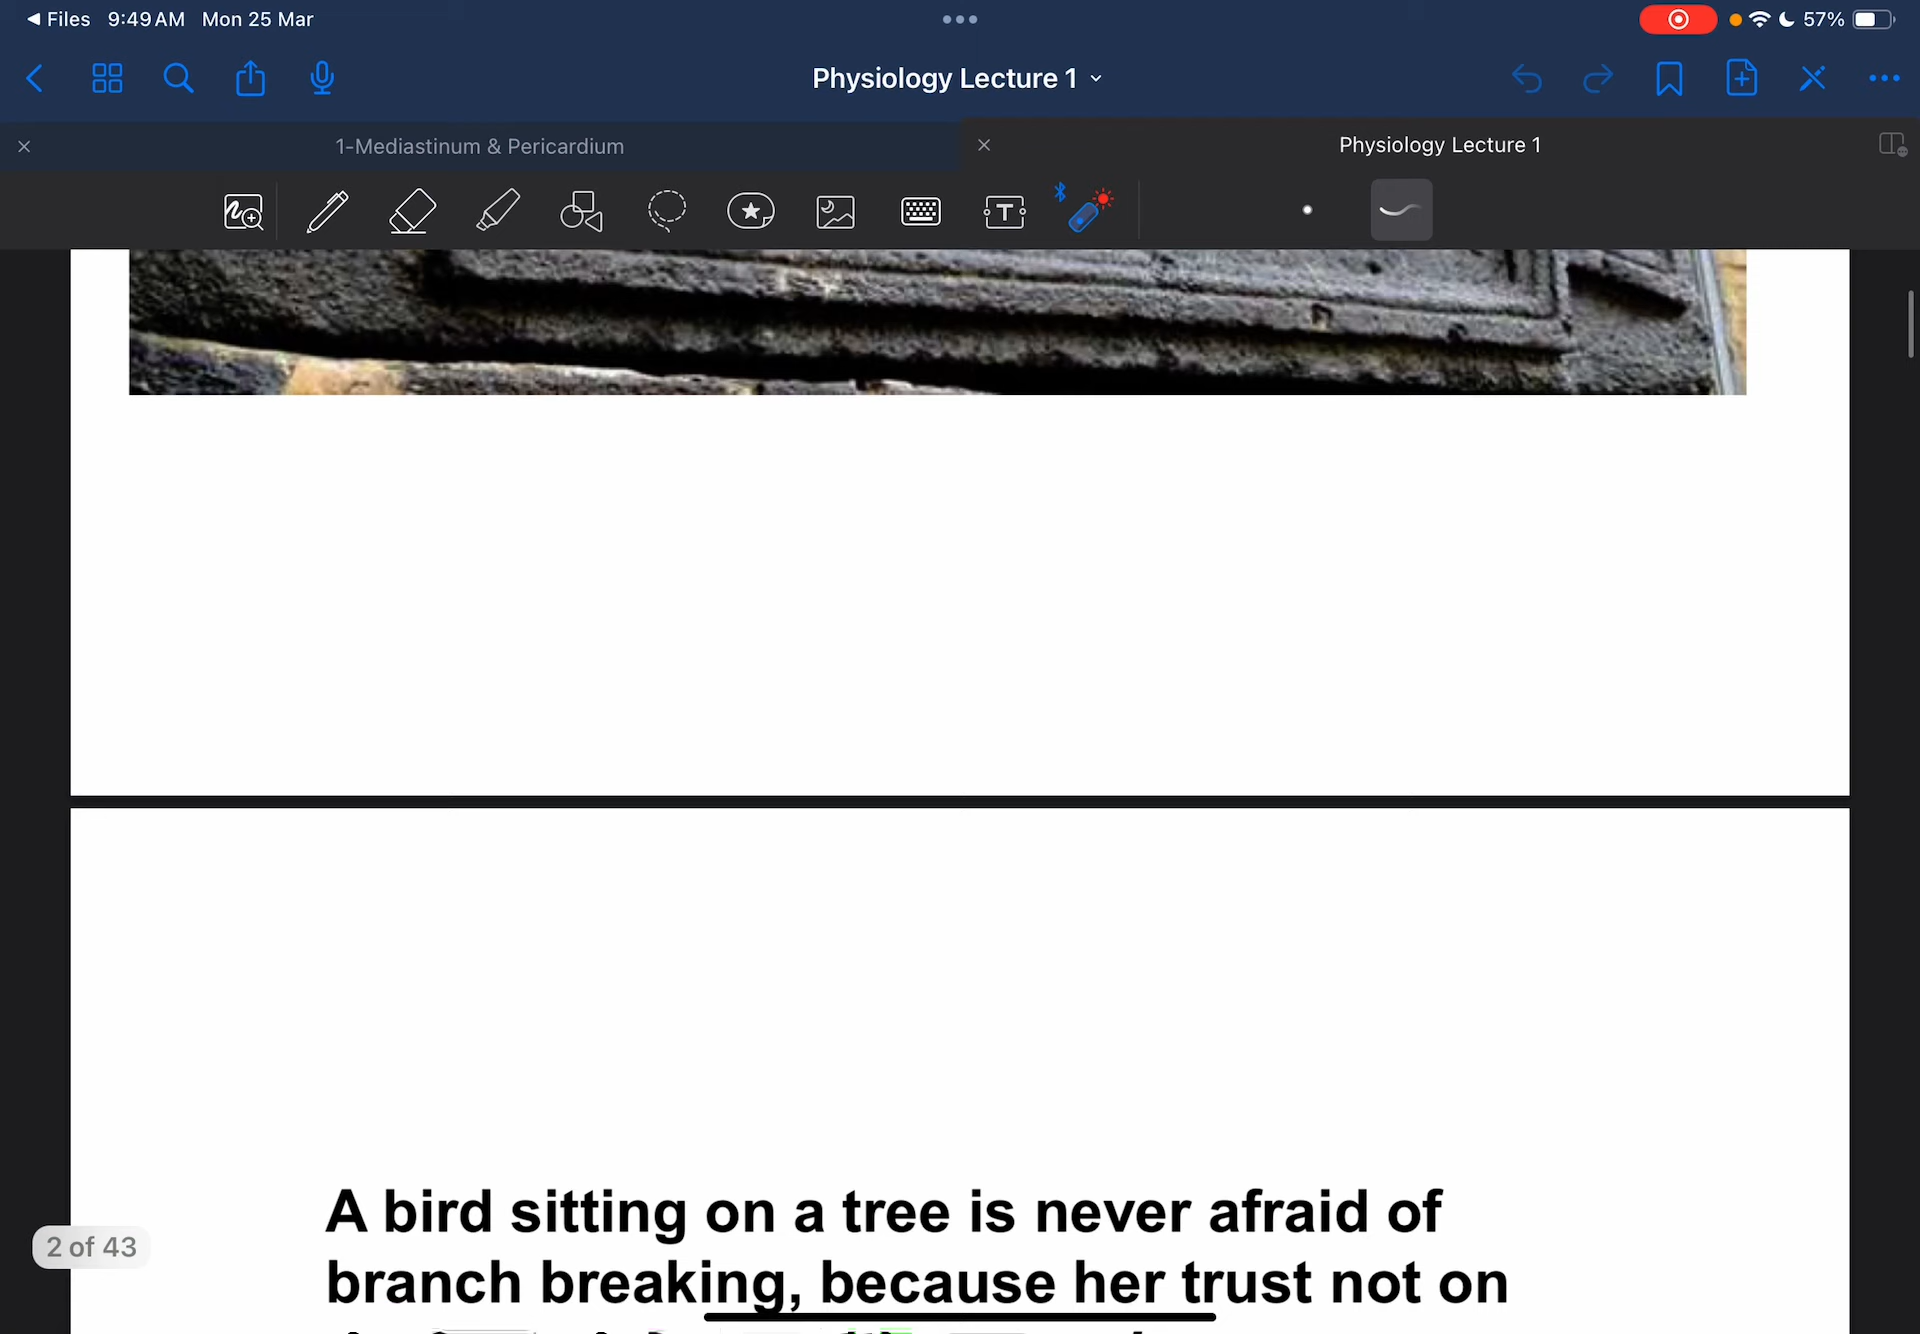 Files 9:49 AM Mon 25 Mar
57%
Physiology Lecture 1
1-Mediastinum & Pericardium
Physiology Lecture 1
T
A bird sitting on a tree is never afraid of
branch breaking, because her trust not on
2 of 43